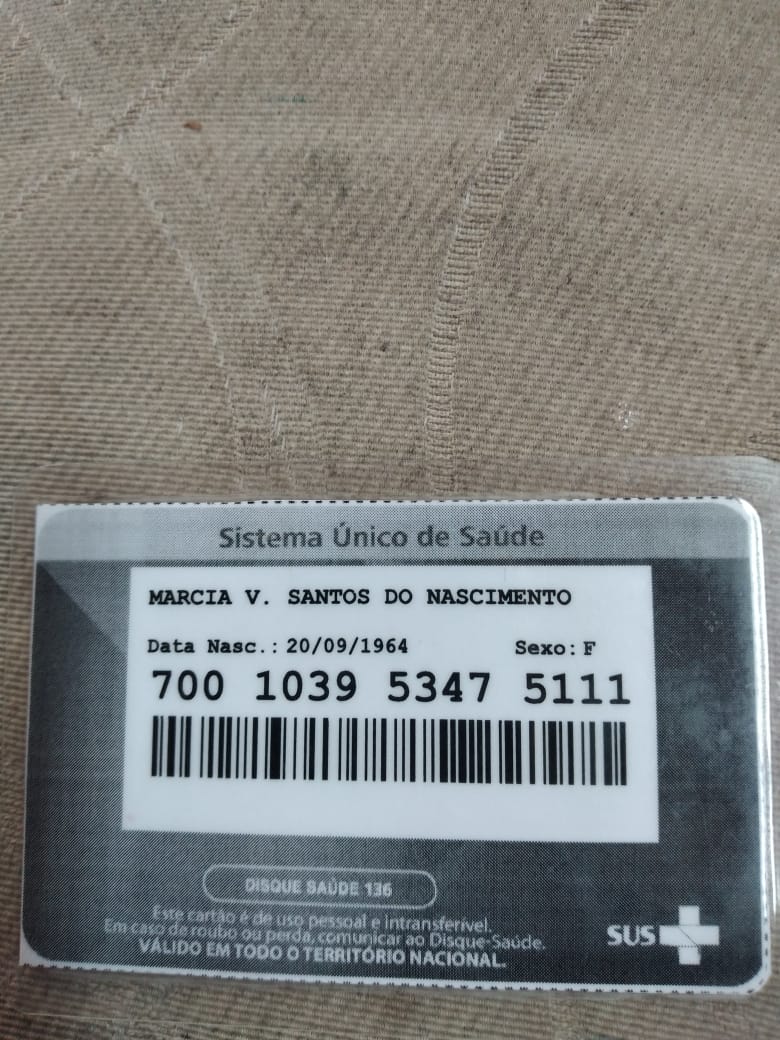 Sistema Único de Saúde
MARCIA V. SANTOS DO NASCIMENTO
Data Nasc.: 20/09/1964 Sexo: F
700 1039 5347 5111
DISQUE SAÚDE 136
Este cartão é de uso pessoal e intransferível.
Em caso de roubo ou perda, comunicar ao Disque-Saúde.
VÁLIDO EM TODO O TERRITÓRIO NACIONAL.
SUS